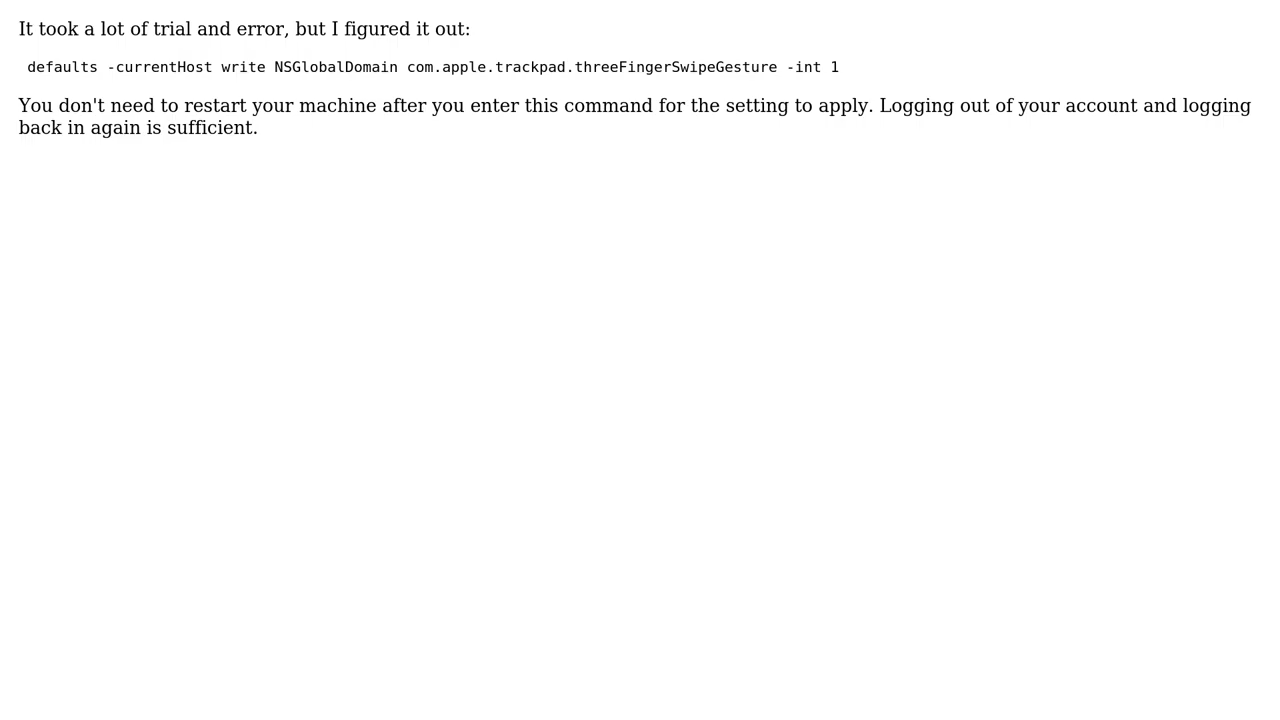 It took a lot of trial and error, but I figured it out:
defaults -currentHost write NSGlobalDomain com.apple.trackpad.threeFingerSwipeGesture -int 1
You don't need to restart your machine after you enter this command for the setting to apply. Logging out of your account and logging
back in again is sufficient.